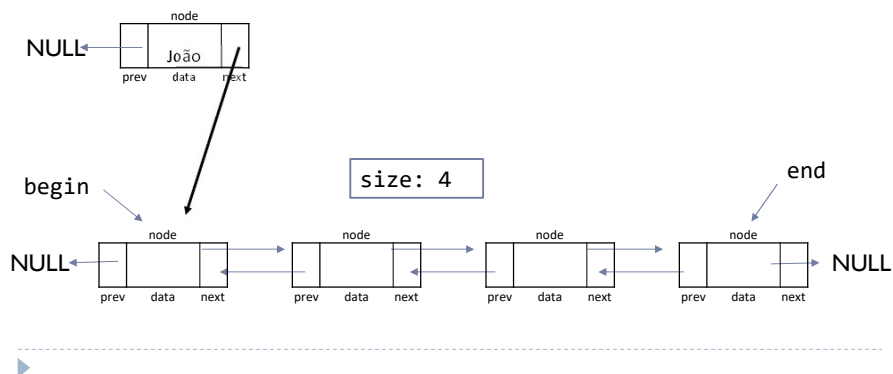 node
NULL
João
prev data next
begin
size: 4
end
node node node node
NULL
NULL
prev data next prev data next prev data next prev data next